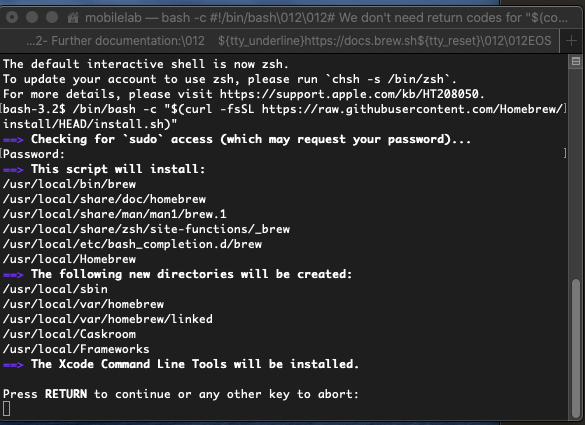 mobilelab — bash -c #!/bin/bash\012\012# We don't need return codes for "$(co...
...2- Further documentation:\012 ${tty_underline}https://docs.brew.sh${tty_reset}\012\012EOS
+
The default interactive shell is now zsh.
To update your account to use zsh, please run `chsh -s /bin/zsh`.
For more details, please visit https://support.apple.com/kb/HT208050.
bash-3.2$ /bin/bash -c "$(curl -fsSL https://raw.githubusercontent.com/Homebrew/
install/HEAD/install.sh)"
==> Checking for `sudo` access (which may request your password)...
Password:
==> This script will install:
/usr/local/bin/brew
/usr/local/share/doc/homebrew
/usr/local/share/man/man1/brew.1
/usr/local/share/zsh/site-functions/_brew
/usr/local/etc/bash_completion.d/brew
/usr/local/Homebrew
==> The following new directories will be created:
/usr/local/sbin
/usr/local/var/homebrew
/usr/local/var/homebrew/linked
/usr/local/Caskroom
/usr/local/Frameworks
==> The Xcode Command Line Tools will be installed.
Press RETURN to continue or any other key to abort: